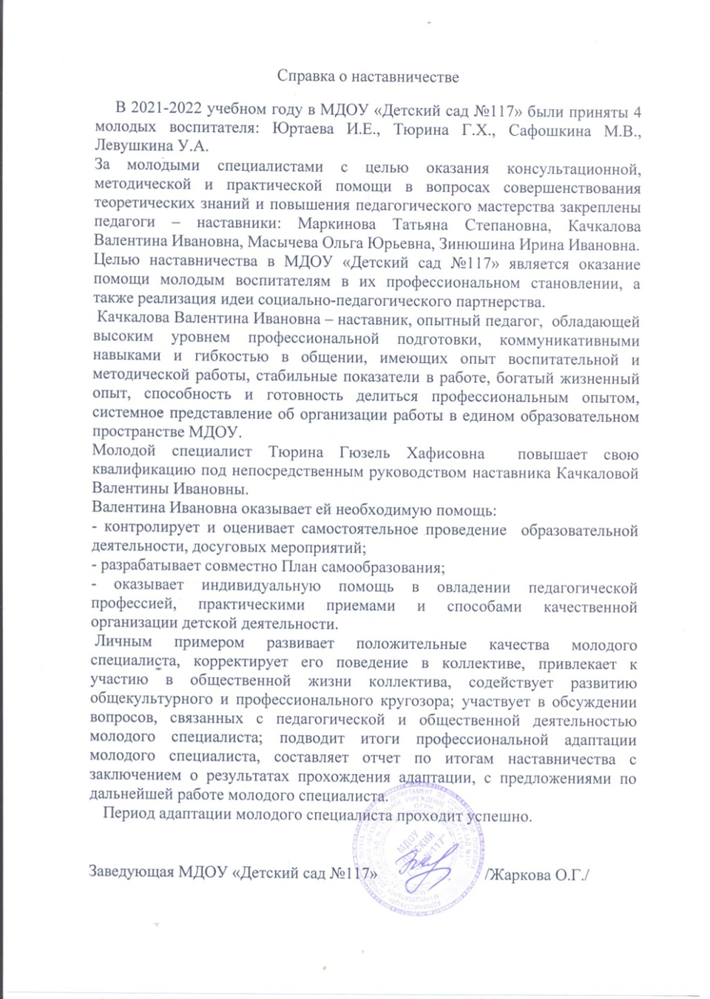 Справка о наставничестве
В 2021-2022 учебном году в МДОУ «Детский сад №117» были приняты 4
молодых воспитателя: Юртаева И.Е., Тюрина Г.Х., Сафошкина М.В.,
Левушкина У.А.
За молодыми специалистами с целью оказания консультационной,
методической и практической помощи в вопросах совершенствования
теоретических знаний и повышения педагогического мастерства закреплены
педагоги – наставники: Маркинова Татьяна Степановна, Качкалова
Валентина Ивановна, Масычева Ольга Юрьевна, Зинюшина Ирина Ивановна.
Целью наставничества в МДОУ «Детский сад №117» является оказание
помощи молодым воспитателям в их профессиональном становлении, а
также реализация идеи социально-педагогического партнерства.
Качкалова Валентина Ивановна – наставник, опытный педагог, обладающей
высоким уровнем профессиональной подготовки, коммуникативными
навыками и гибкостью в общении, имеющих опыт воспитательной и
методической работы, стабильные показатели в работе, богатый жизненный
опыт, способность и готовность делиться профессиональным опытом,
системное представление об организации работы в едином образовательном
пространстве МДОУ.
Молодой специалист Тюрина Гюзель Хафисовна повышает свою
квалификацию под непосредственным руководством наставника Качкаловой
Валентины Ивановны.
Валентина Ивановна оказывает ей необходимую помощь:
- контролирует и оценивает самостоятельное проведение образовательной
деятельности, досуговых мероприятий;
- разрабатывает совместно План самообразования;
- оказывает индивидуальную помощь в овладении педагогической
профессией, практическими приемами и способами качественной
организации детской деятельности.
Личным примером развивает положительные качества молодого
специалиста, корректирует его поведение в коллективе, привлекает к
участию в общественной жизни коллектива, содействует развитию
общекультурного и профессионального кругозора; участвует в обсуждении
вопросов, связанных с педагогической и общественной деятельностью
молодого специалиста; подводит итоги профессиональной адаптации
молодого специалиста, составляет отчет по итогам наставничества с
заключением о результатах прохождения адаптации, с предложениями по
дальнейшей работе молодого специалиста.
Период адаптации молодого специалиста проходит успешно.
Заведующая МДОУ «Детский сад №117» /Жаркова О.Г./
МДОУ